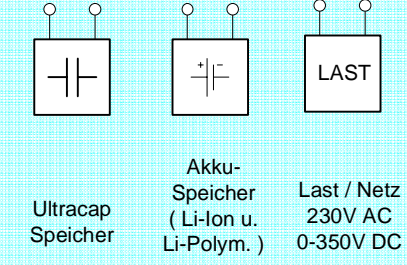 + -
LAST
Ultracap
Speicher
Akku-
Speicher
( Li-Ion u.
Li-Polym. )
Last / Netz
230V AC
0-350V DC